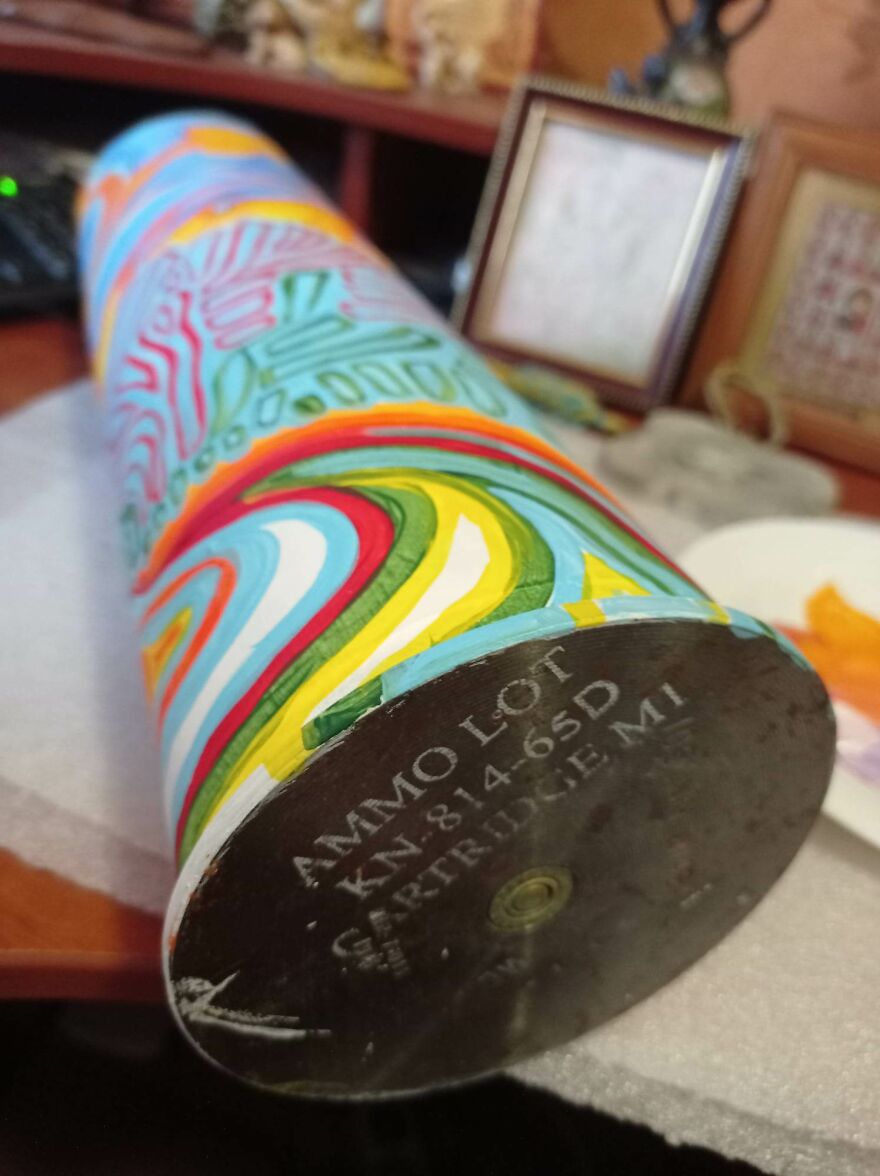 AMMO LOT
KN-814-65D
CARTRIDGE M1